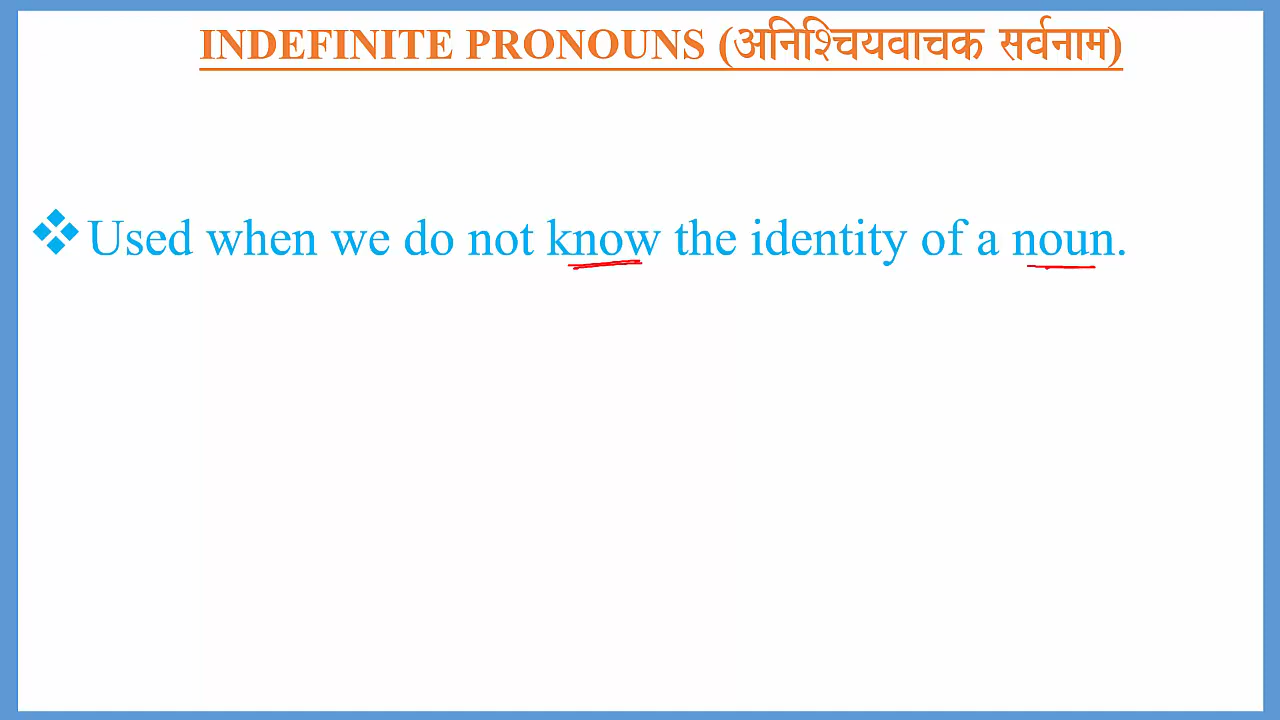 INDEFINITE PRONOUNS (अनिश्चियवाचक सर्वनाम)
Used when we do not know the identity of a noun.